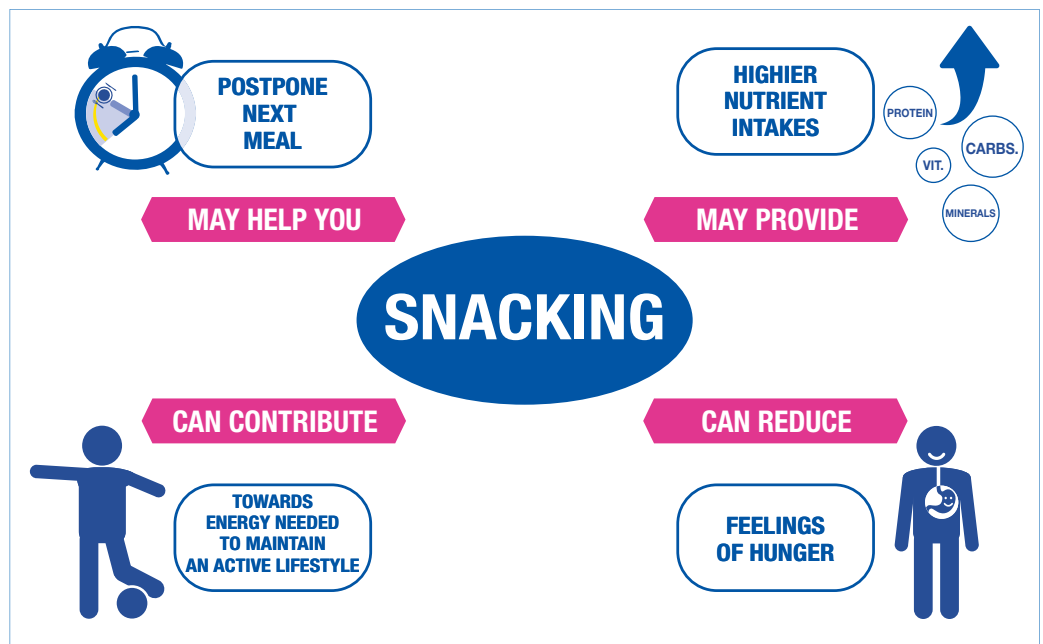 POSTPONE
NEXT
MEAL
MAY HELP YOU
HIGHIER
NUTRIENT
INTAKES
PROTEIN
CARBS.
VIT.
MINERALS
MAY PROVIDE
SNACKING
CAN CONTRIBUTE
TOWARDS
ENERGY NEEDED
TO MAINTAIN
AN ACTIVE LIFESTYLE
CAN REDUCE
FEELINGS
OF HUNGER